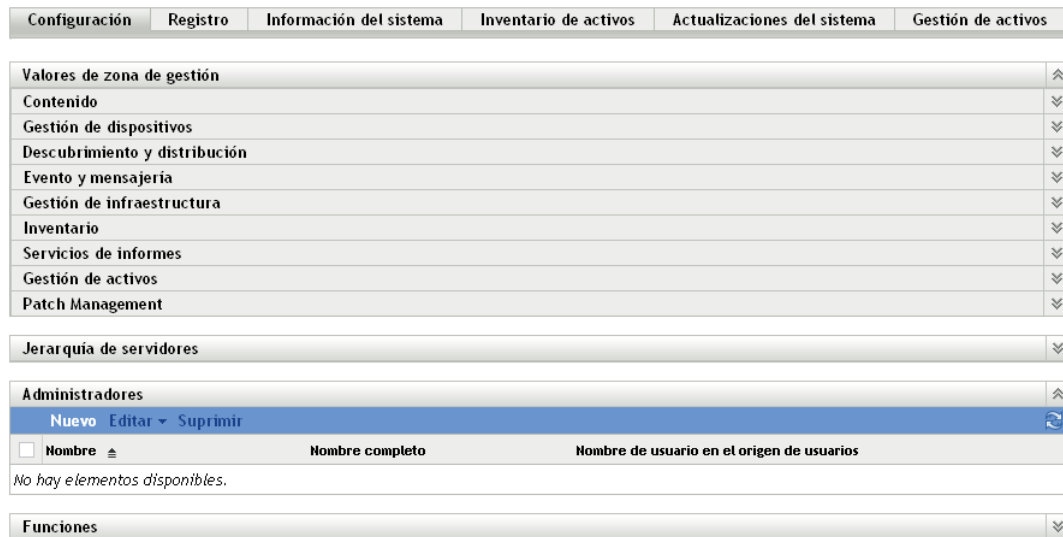 Configuración Registro Información del sistema Inventario de activos Actualizaciones del sistema Gestión de activos
Valores de zona de gestión
Contenido
Gestión de dispositivos
Descubrimiento y distribución
Evento y mensajería
Gestión de infraestructura
Inventario
Servicios de informes
Gestión de activos
Patch Management
Jerarquía de servidores
Administradores
Nuevo Editar Suprimir
Nombre Nombre completo Nombre de usuario en el origen de usuarios
No hay elementos disponibles.
Funciones